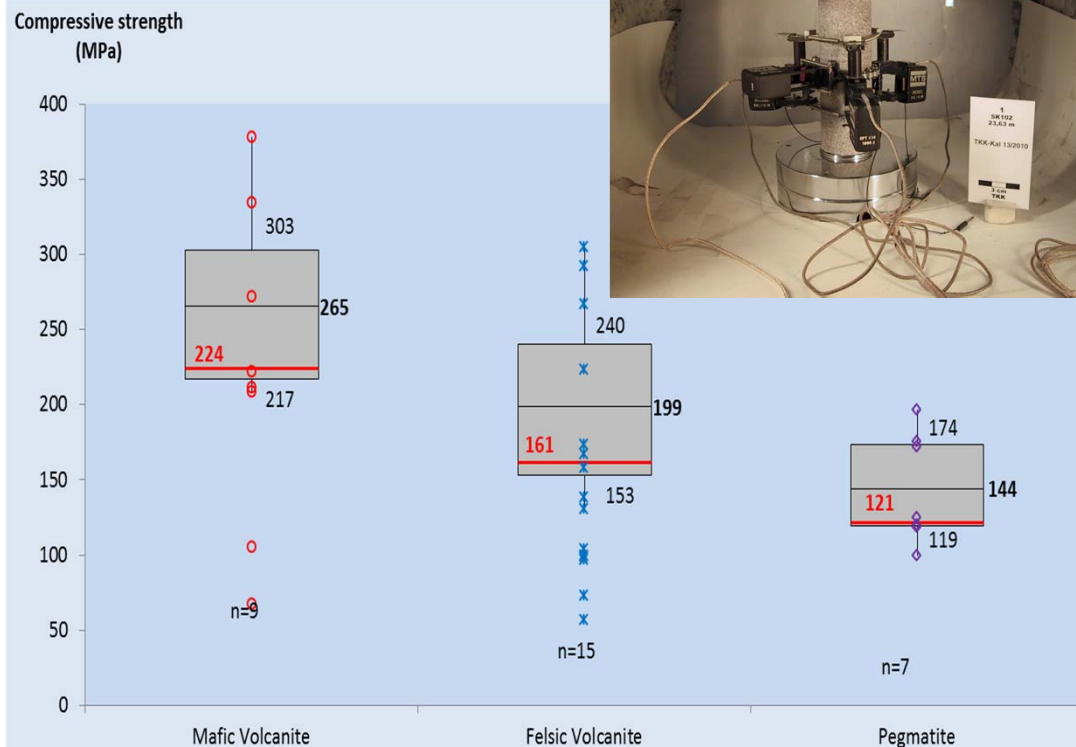 Compressive strength
(MPa)
400
350
300
250
200
150
100
50
0
303
265
224
217
n=9
240
199
161
153
n=15
174
144
121
119
n=7
Mafic Volcanite
Felsic Volcanite
Pegmatite
1
SK102
23,63 m
TKK-Kal 13/2010
3 cm
TKK
MTS